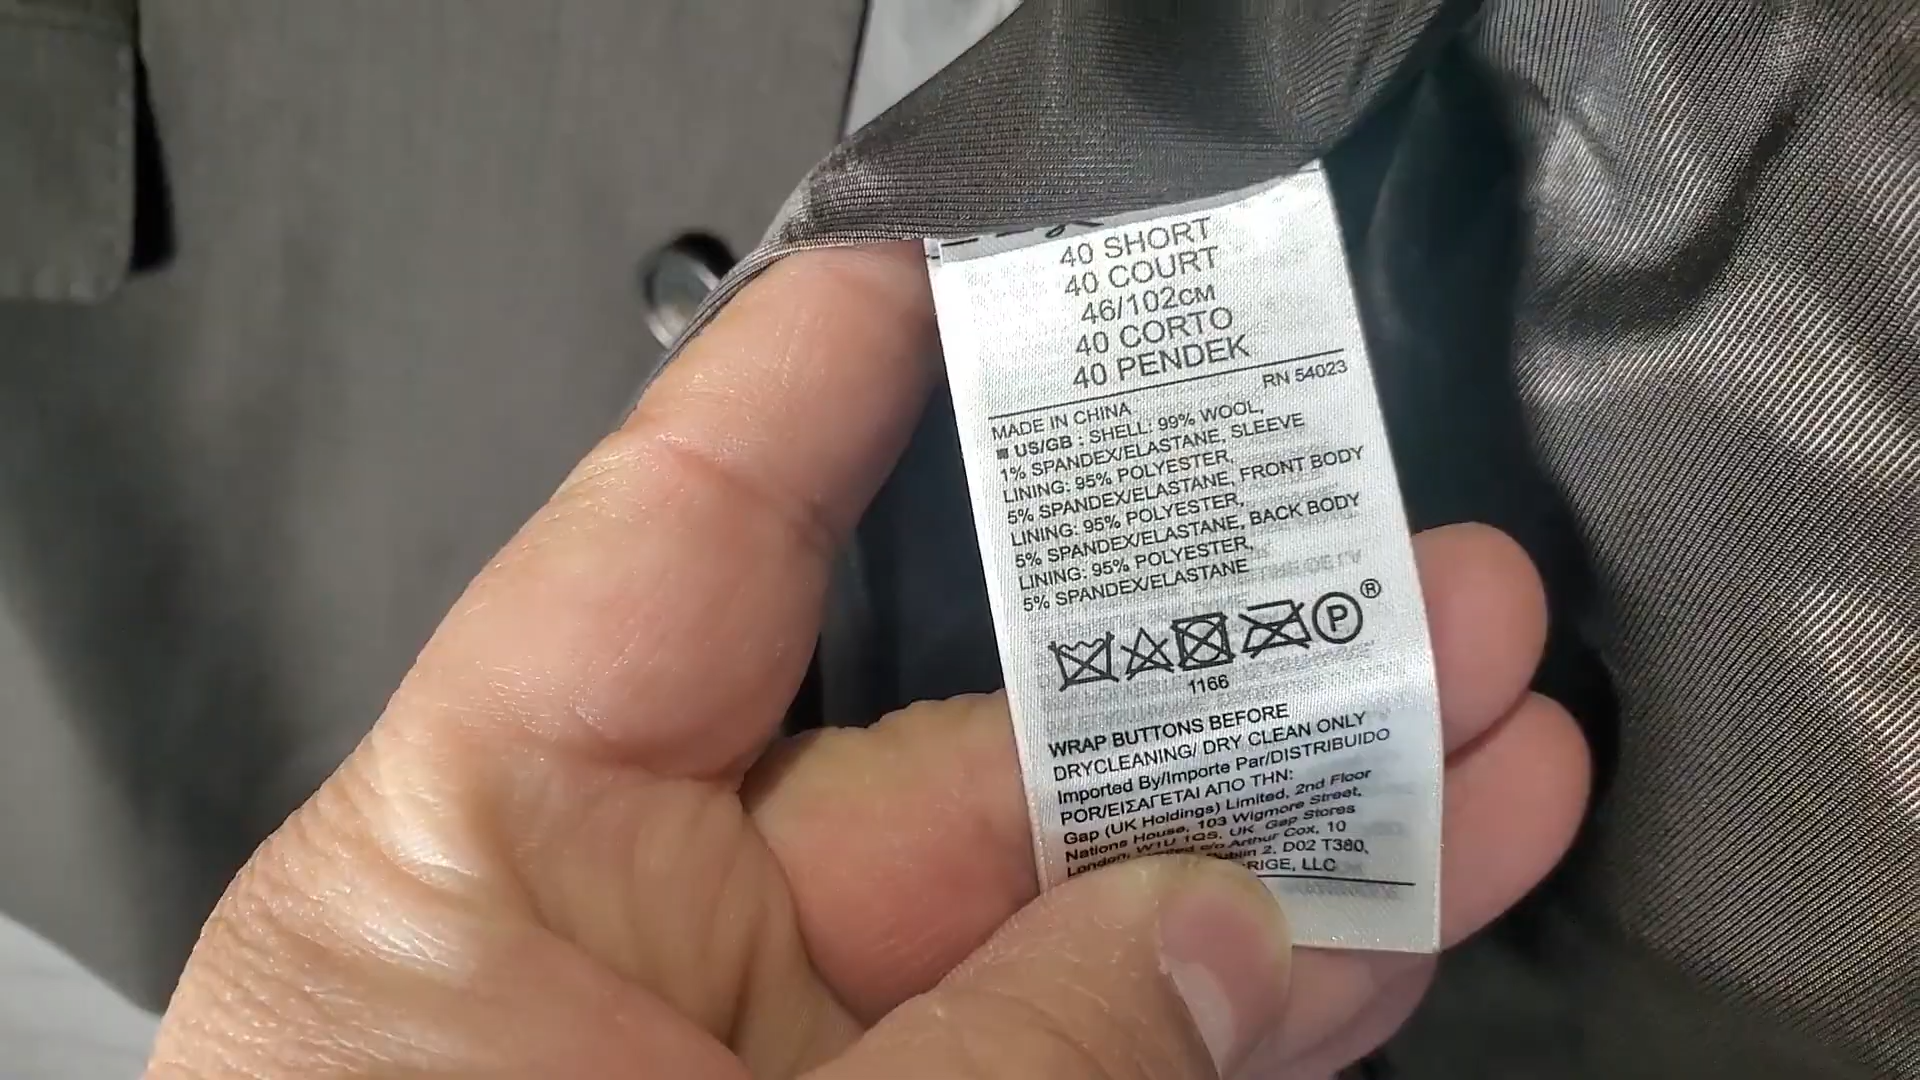 40 SHORT
40 COURT
46/102CM
40 CORTO
40 PENDEK
RN 54023
MADE IN CHINA
■ US/GB : SHELL: 99% WOOL,
1% SPANDEX/ELASTANE, SLEEVE
LINING: 95% POLYESTER,
5% SPANDEX/ELASTANE, FRONT BODY
LINING: 95% POLYESTER,
5% SPANDEX/ELASTANE, BACK BODY
LINING: 95% POLYESTER,
5% SPANDEX/ELASTANE
P®
1166
WRAP BUTTONS BEFORE
DRYCLEANING/ DRY CLEAN ONLY
Imported By/Importe Par/DISTRIBUIDO
POR/ΕΙΣΑΓΕΤΑΙ ΑΠΟ ΤΗΝ:
Gap (UK Holdings) Limited, 2nd Floor
Nations House, 103 Wigmore Street,
London, W1U 1QS, UK. Gap Stores
c/o Arthur Cox, 10
2, D02 T380,
LLC